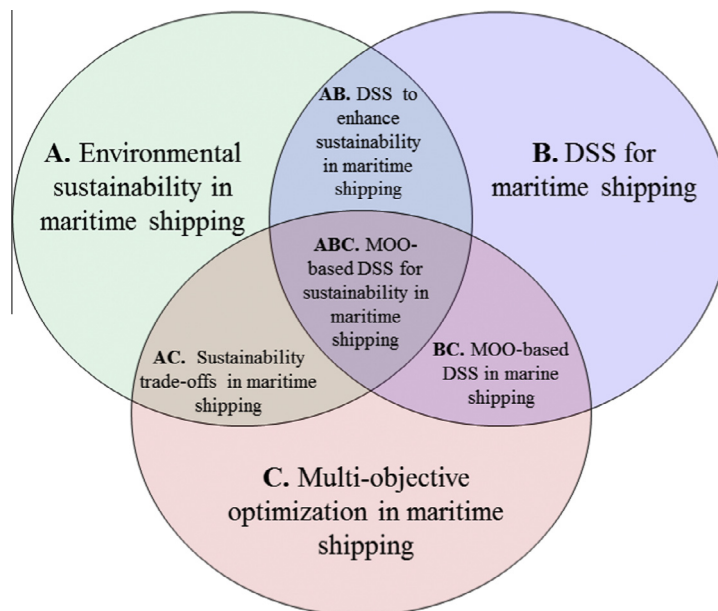 AB. DSS to
enhance
sustainability
in maritime
shipping
A. Environmental
sustainability in
maritime shipping
B. DSS for
maritime shipping
ABC. MOO-
based DSS for
sustainability in
maritime
shipping
AC. Sustainability
trade-offs in maritime
shipping
BC. MOO-based
DSS in marine
shipping
C. Multi-objective
optimization in maritime
shipping